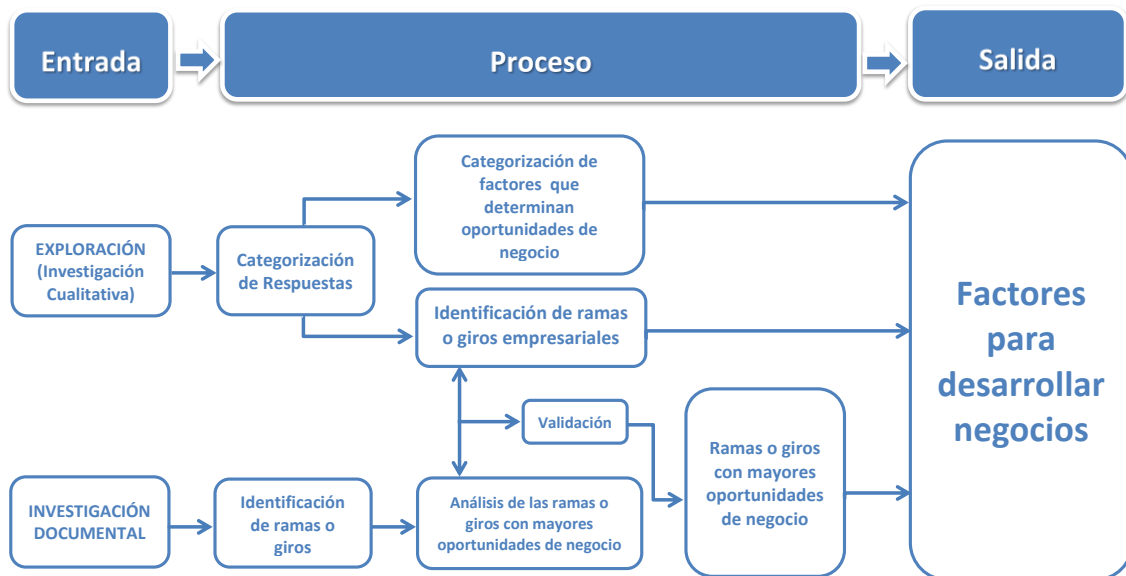 Entrada
Proceso
Salida
Categorización de
factores que
determinan
oportunidades de
negocio
EXPLORACIÓN
(Investigación
Cualitativa)
Categorización
de Respuestas
Identificación de ramas
o giros empresariales
Factores
para
desarrollar
negocios
Validación
Ramas o giros
con mayores
oportunidades
de negocio
INVESTIGACIÓN
DOCUMENTAL
Identificación
de ramas o
giros
Análisis de las ramas o
giros con mayores
oportunidades de negocio